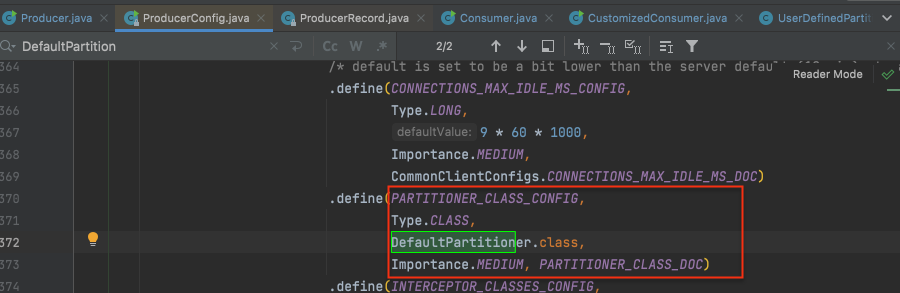 Producer.java ProducerConfig.java ProducerRecord.java Consumer.java CustomizedConsumer.java UserDefinedPartit
DefaultPartition Cc W .* 2/2
364 /* default is set to be a bit lower than the server defau
Reader Mode
365 .define(CONNECTIONS_MAX_IDLE_MS_CONFIG,
366 Type.LONG,
367 defaultValue: 9 * 60 * 1000,
368 Importance.MEDIUM,
369 CommonClientConfigs.CONNECTIONS_MAX_IDLE_MS_DOC)
370 .define(PARTITIONER_CLASS_CONFIG,
371 Type.CLASS,
372 DefaultPartitioner.class,
373 Importance.MEDIUM, PARTITIONER_CLASS_DOC)
374 .define(INTERCEPTOR_CLASSES_CONFIG,